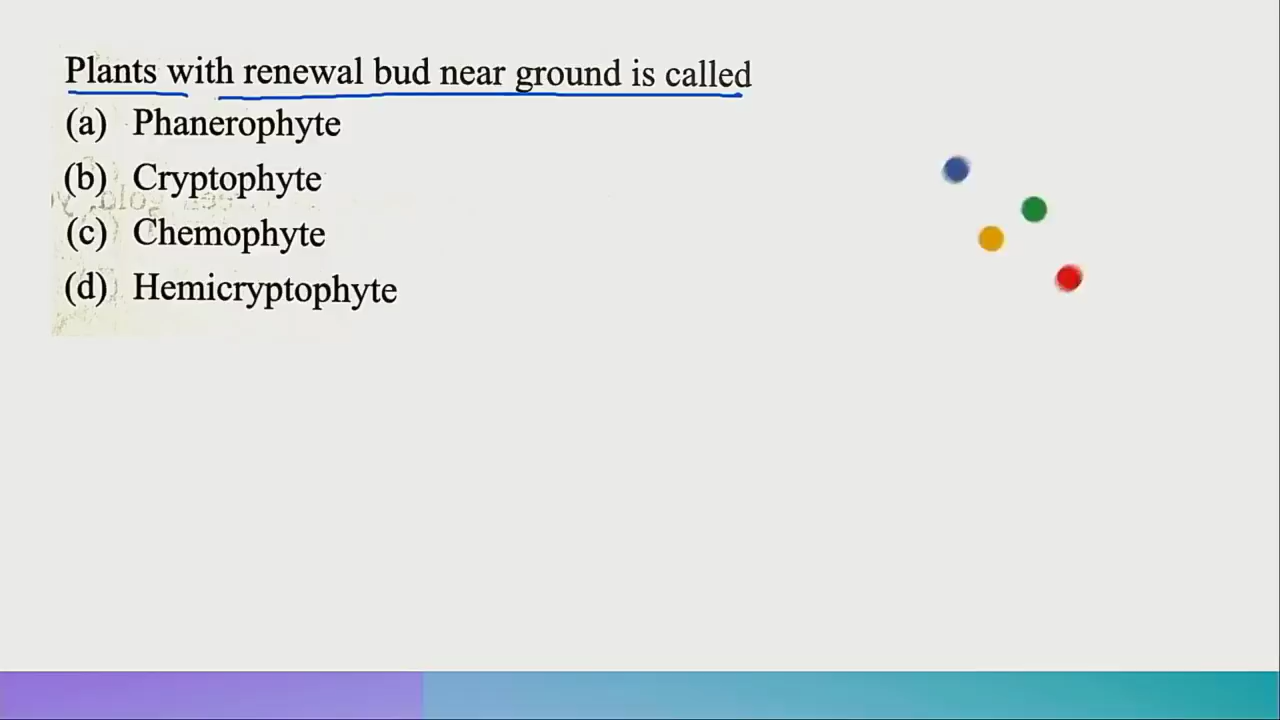 Plants with renewal bud near ground is called
(a) Phanerophyte
(b) Cryptophyte
(c) Chemophyte
(d) Hemicryptophyte